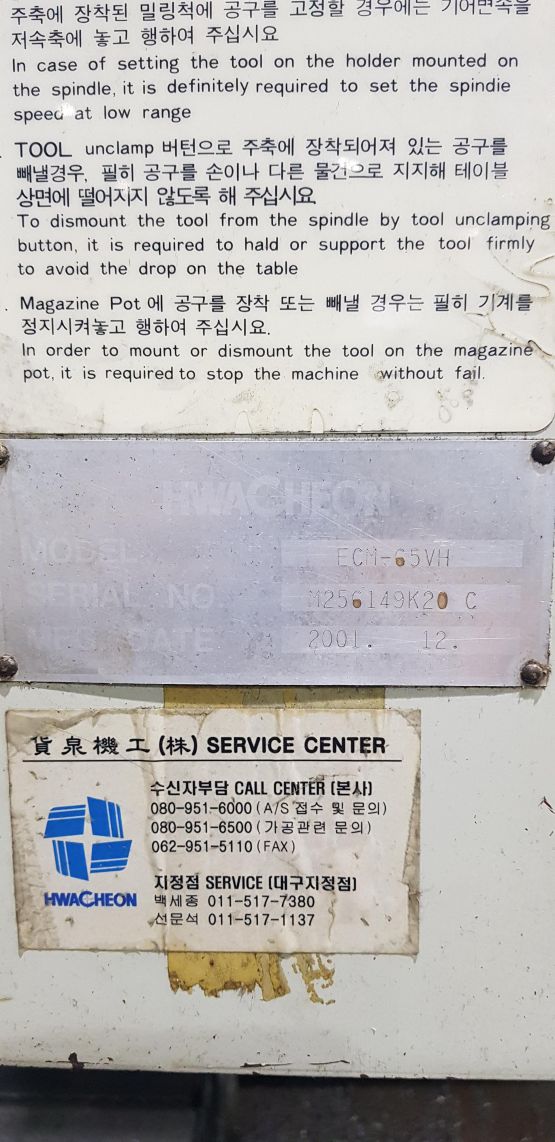 주축에 장착된 밀링척에 공구를 고정할 경우에는 기어변속을
저속축에 놓고 행하여 주십시요
In case of setting the tool on the holder mounted on
the spindle, it is definitely required to set the spindie
speed at low range
. TOOL unclamp 버턴으로 주축에 장착되어져 있는 공구를
빼낼경우, 필히 공구를 손이나 다른 물건으로 지지해 테이블
상면에 떨어지지 않도록 해 주십시요.
To dismount the tool from the spindle by tool unclamping
button, it is required to hald or support the tool firmly
to avoid the drop on the table
. Magazine Pot 에 공구를 장착 또는 빼낼 경우는 필히 기계를
정지시켜놓고 행하여 주십시요.
In order to mount or dismount the tool on the magazine
pot, it is required to stop the machine without fail.
HWACHEON
MODEL ECM-65VH
SERIAL NO. M256149K20 C
MFG. DATE 2001. 12.
貨泉機工(株) SERVICE CENTER
수신자부담 CALL CENTER (본사)
080-951-6000 (A/S 접수 및 문의)
080-951-6500 (가공관련 문의)
062-951-5110 (FAX)
HWACHEON
지정점 SERVICE (대구지정점)
백세종 011-517-7380
선문석 011-517-1137